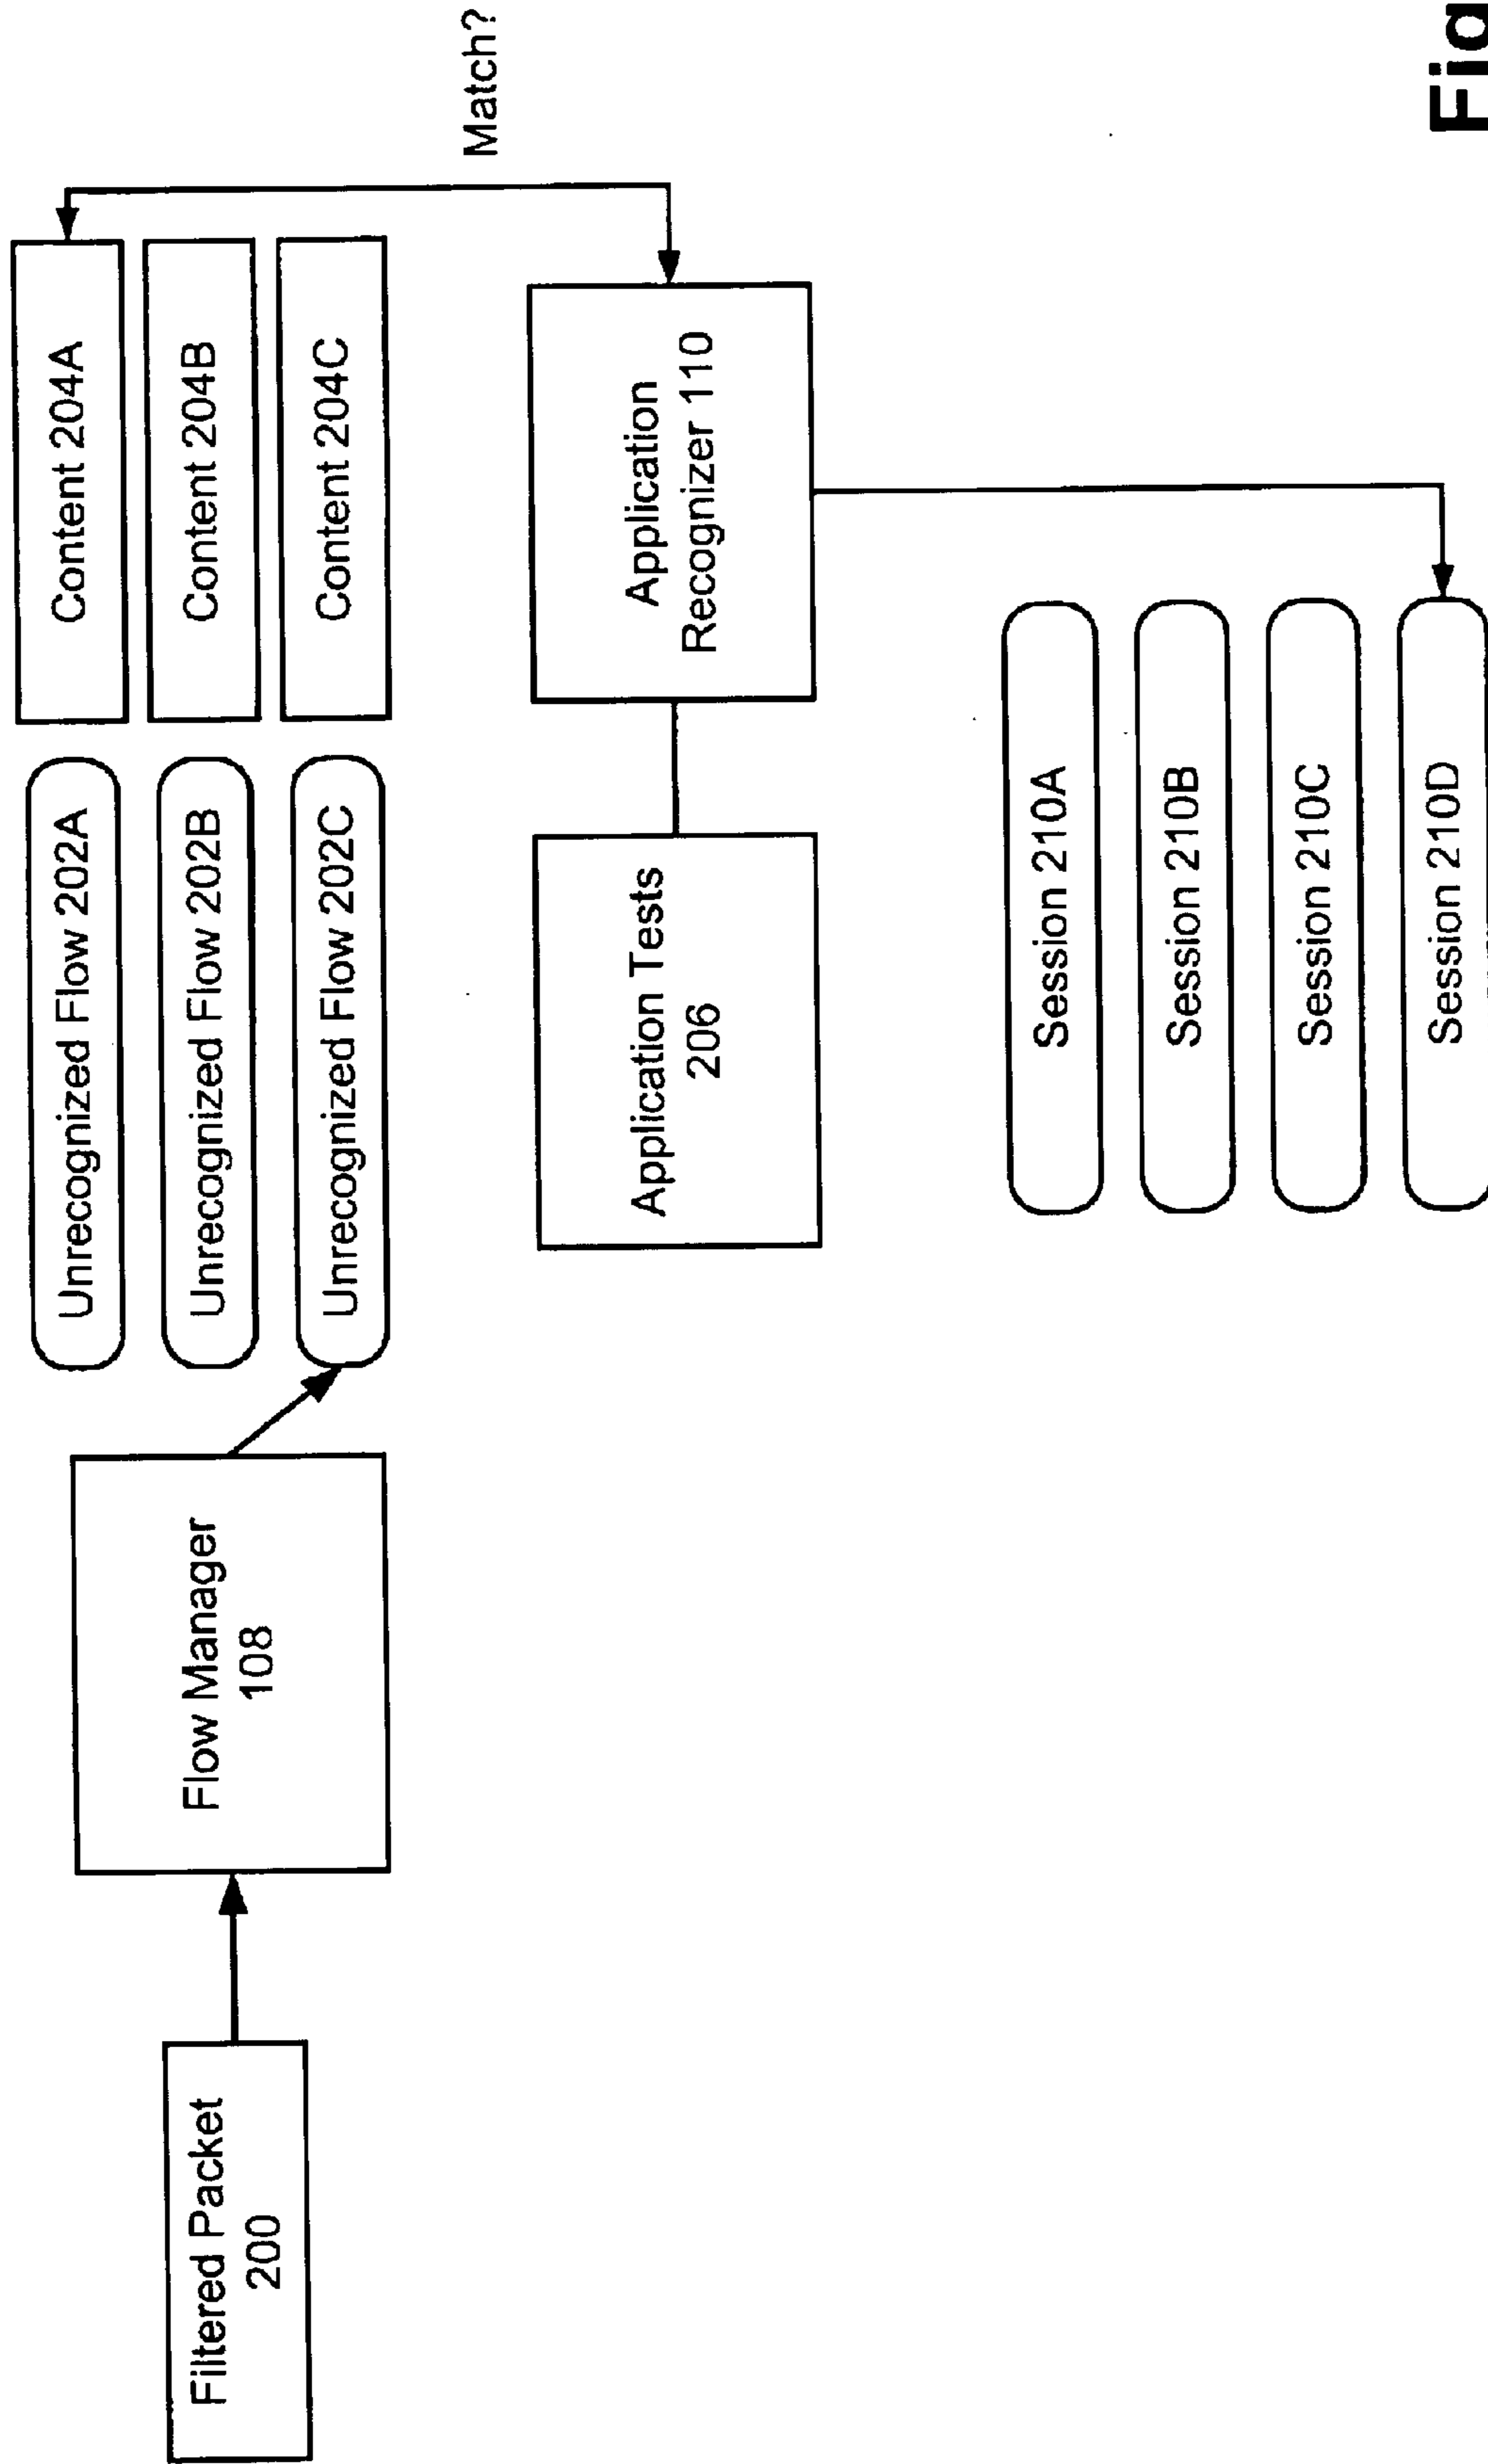 Filtered Packet
200
Flow Manager
108
Unrecognized Flow 202A
Unrecognized Flow 202B
Unrecognized Flow 202C
Content 204A
Content 204B
Content 204C
Match?
Application Tests
206
Application
Recognizer 110
Session 210A
Session 210B
Session 210C
Session 210D